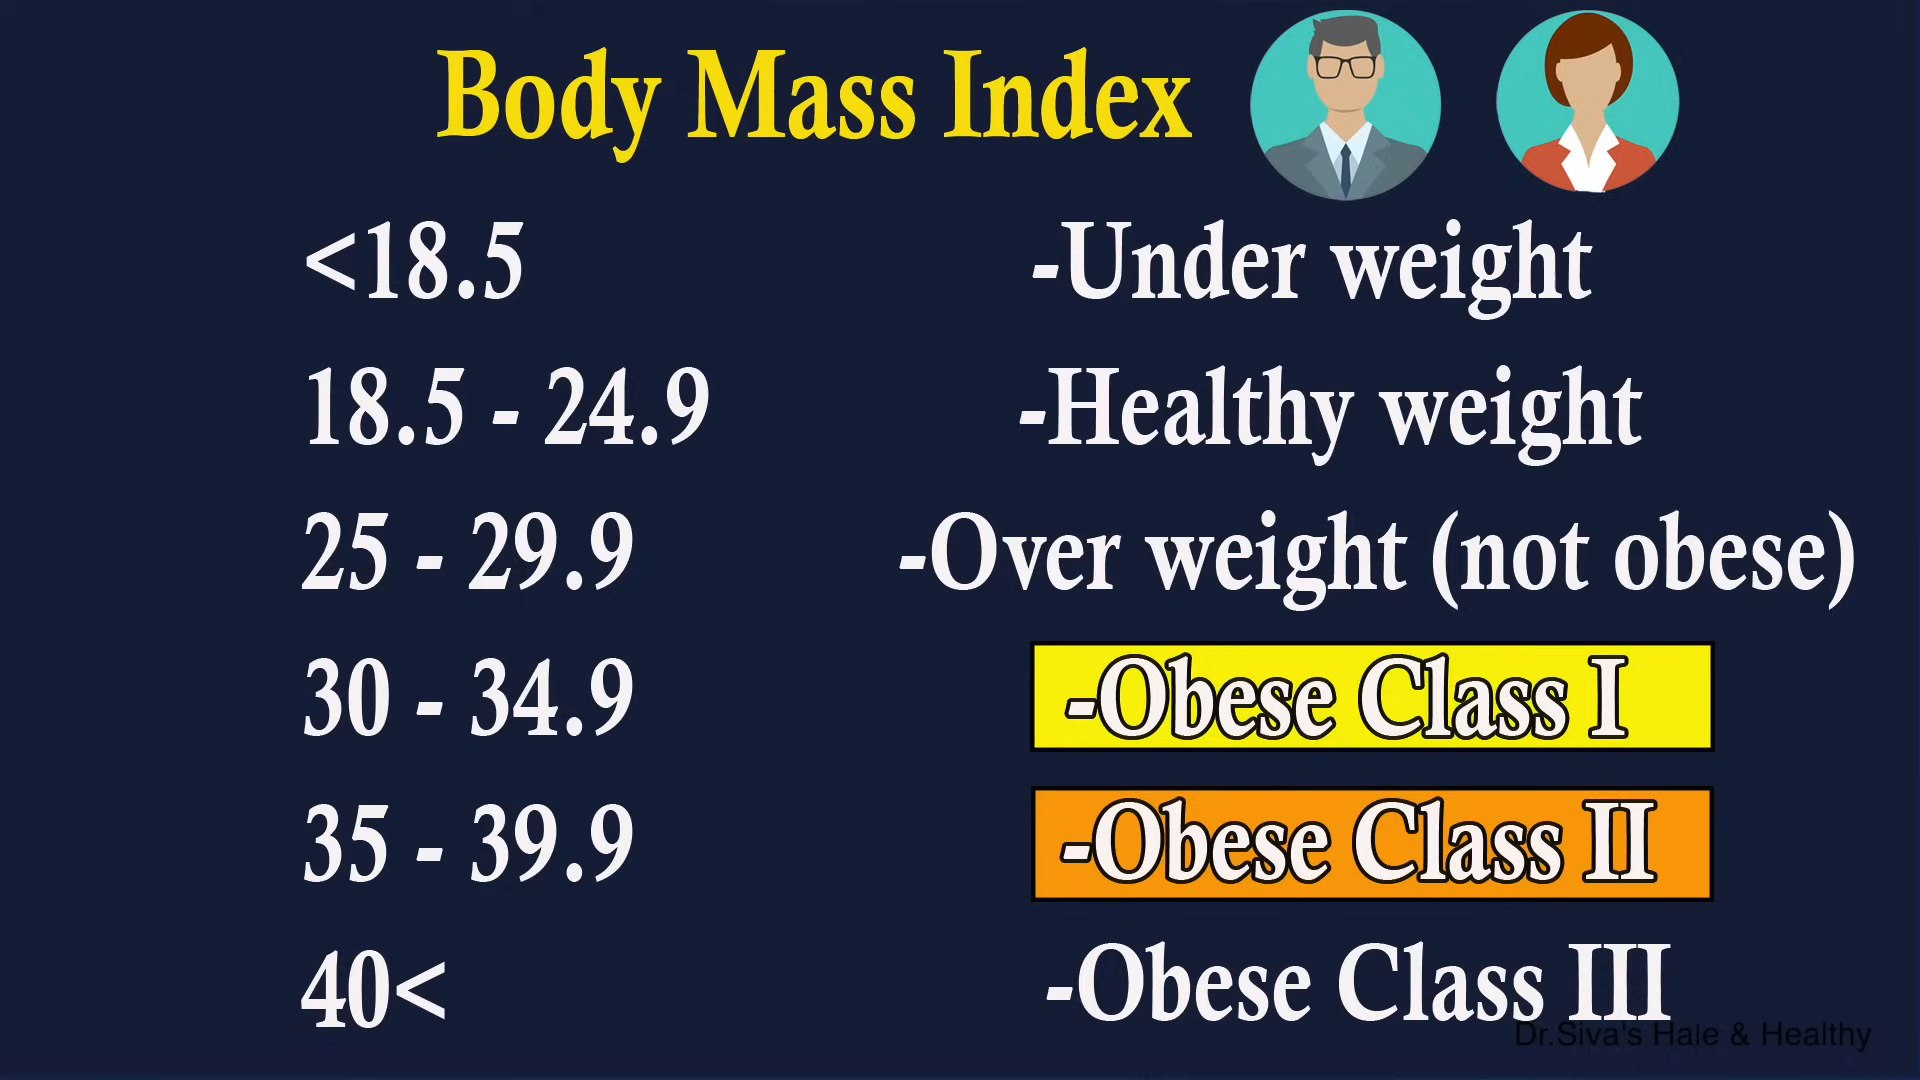 Body Mass Index
<18.5 -Under weight
18.5 - 24.9 -Healthy weight
25 - 29.9 -Over weight (not obese)
30 - 34.9 -Obese Class I
35 - 39.9 -Obese Class II
40< -Obese Class III
Dr.Siva's Hale & Healthy